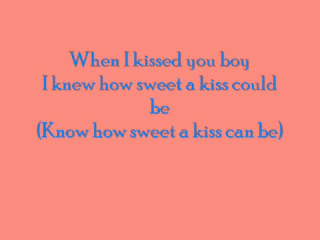 When I kissed you boy
I knew how sweet a kiss could
be
(Know how sweet a kiss can be)